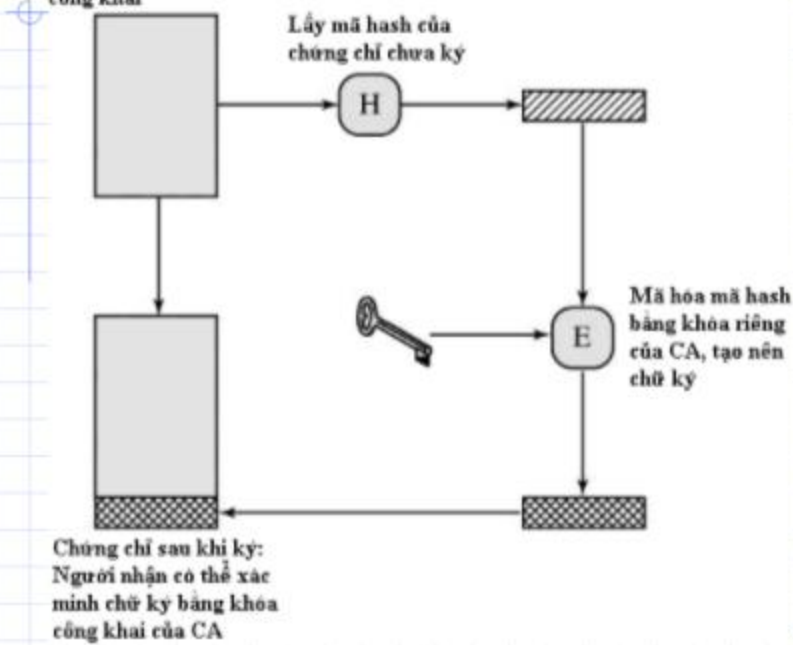 công khai
Lấy mã hash của
chứng chỉ chưa ký
H
Mã hóa mã hash
bằng khóa riêng
của CA, tạo nên
chữ ký
E
Chứng chỉ sau khi ký:
Người nhận có thể xác
minh chữ ký bằng khóa
công khai của CA